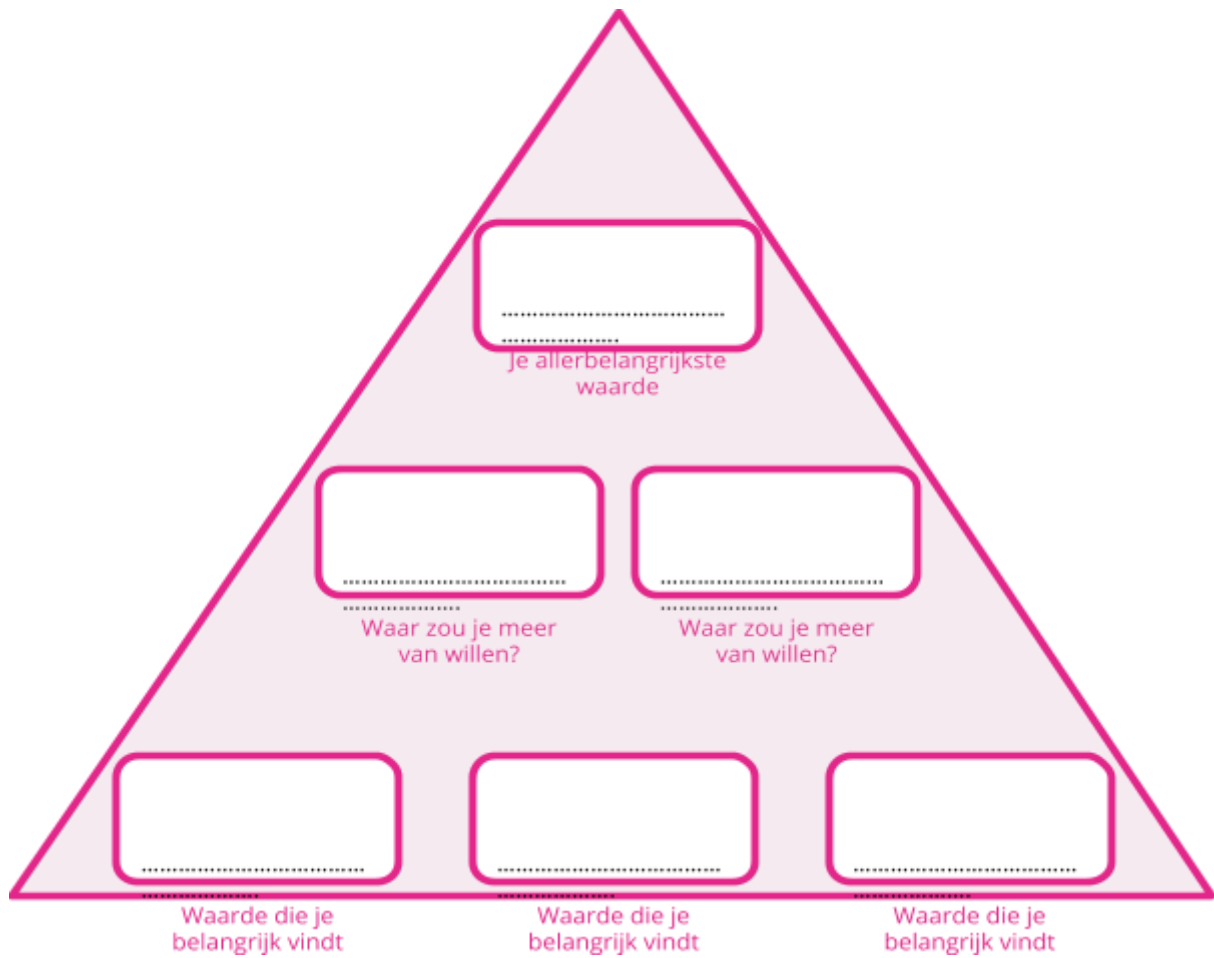 Je allerbelangrijkste
waarde
Waar zou je meer
van willen?
Waar zou je meer
van willen?
Waarde die je
belangrijk vindt
Waarde die je
belangrijk vindt
Waarde die je
belangrijk vindt